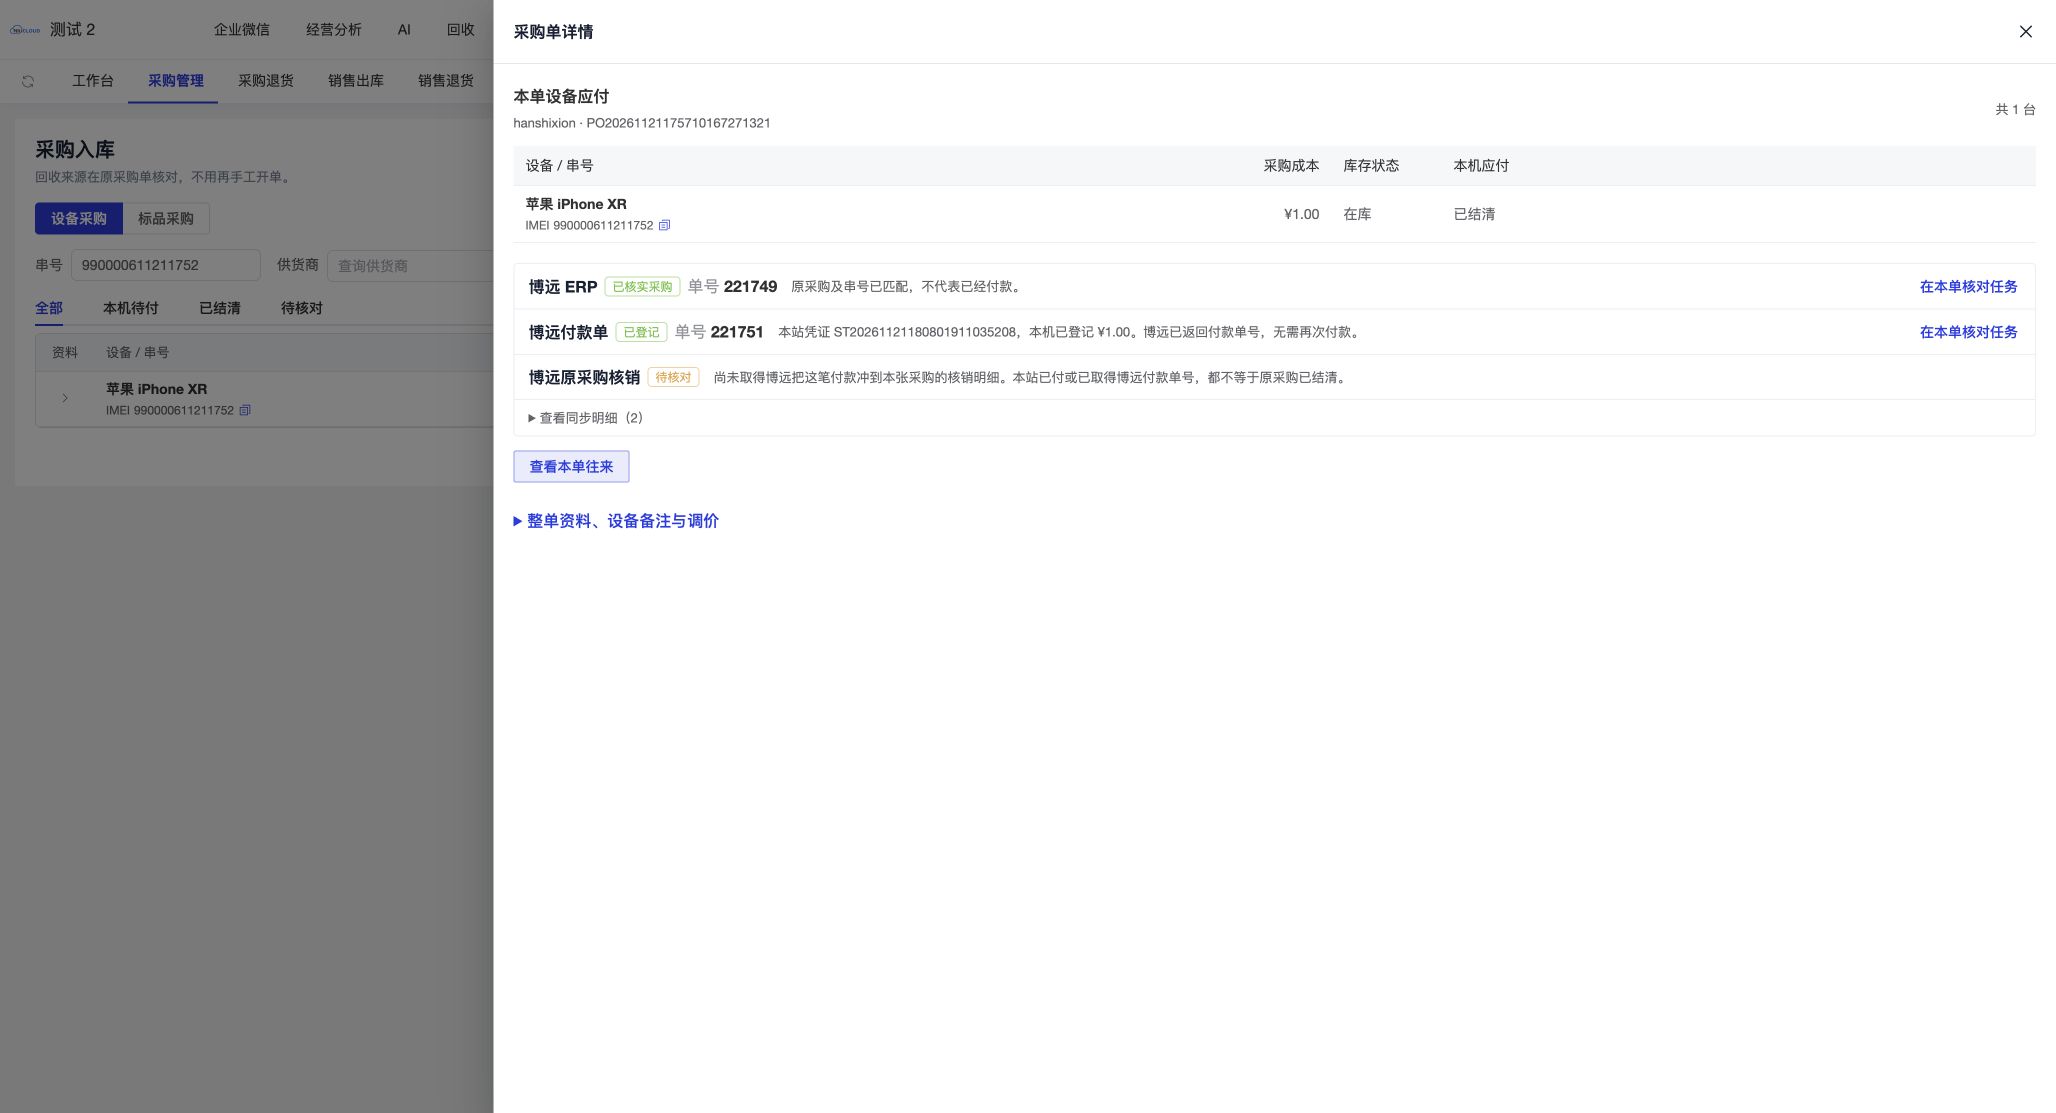 测试 2
企业微信 经营分析 AI 回收
工作台 采购管理 采购退货 销售出库 销售退货
采购入库
回收来源在原采购单核对，不用再手工开单。
设备采购 标品采购
串号 990000611211752 供货商 查询供货商
全部 本机待付 已结清 待核对
资料 设备 / 串号
苹果 iPhone XR
IMEI 990000611211752
采购单详情
本单设备应付
hanshixion · PO20261121175710167271321
共 1 台
设备 / 串号 采购成本 库存状态 本机应付
苹果 iPhone XR
IMEI 990000611211752
¥1.00 在库 已结清
博远 ERP 已核实采购 单号 221749 原采购及串号已匹配，不代表已经付款。 在本单核对任务
博远付款单 已登记 单号 221751 本站凭证 ST20261121180801911035208，本机已登记 ¥1.00。博远已返回付款单号，无需再次付款。 在本单核对任务
博远原采购核销 待核对 尚未取得博远把这笔付款冲到本张采购的核销明细。本站已付或已取得博远付款单号，都不等于原采购已结清。
查看同步明细（2）
查看本单往来
整单资料、设备备注与调价